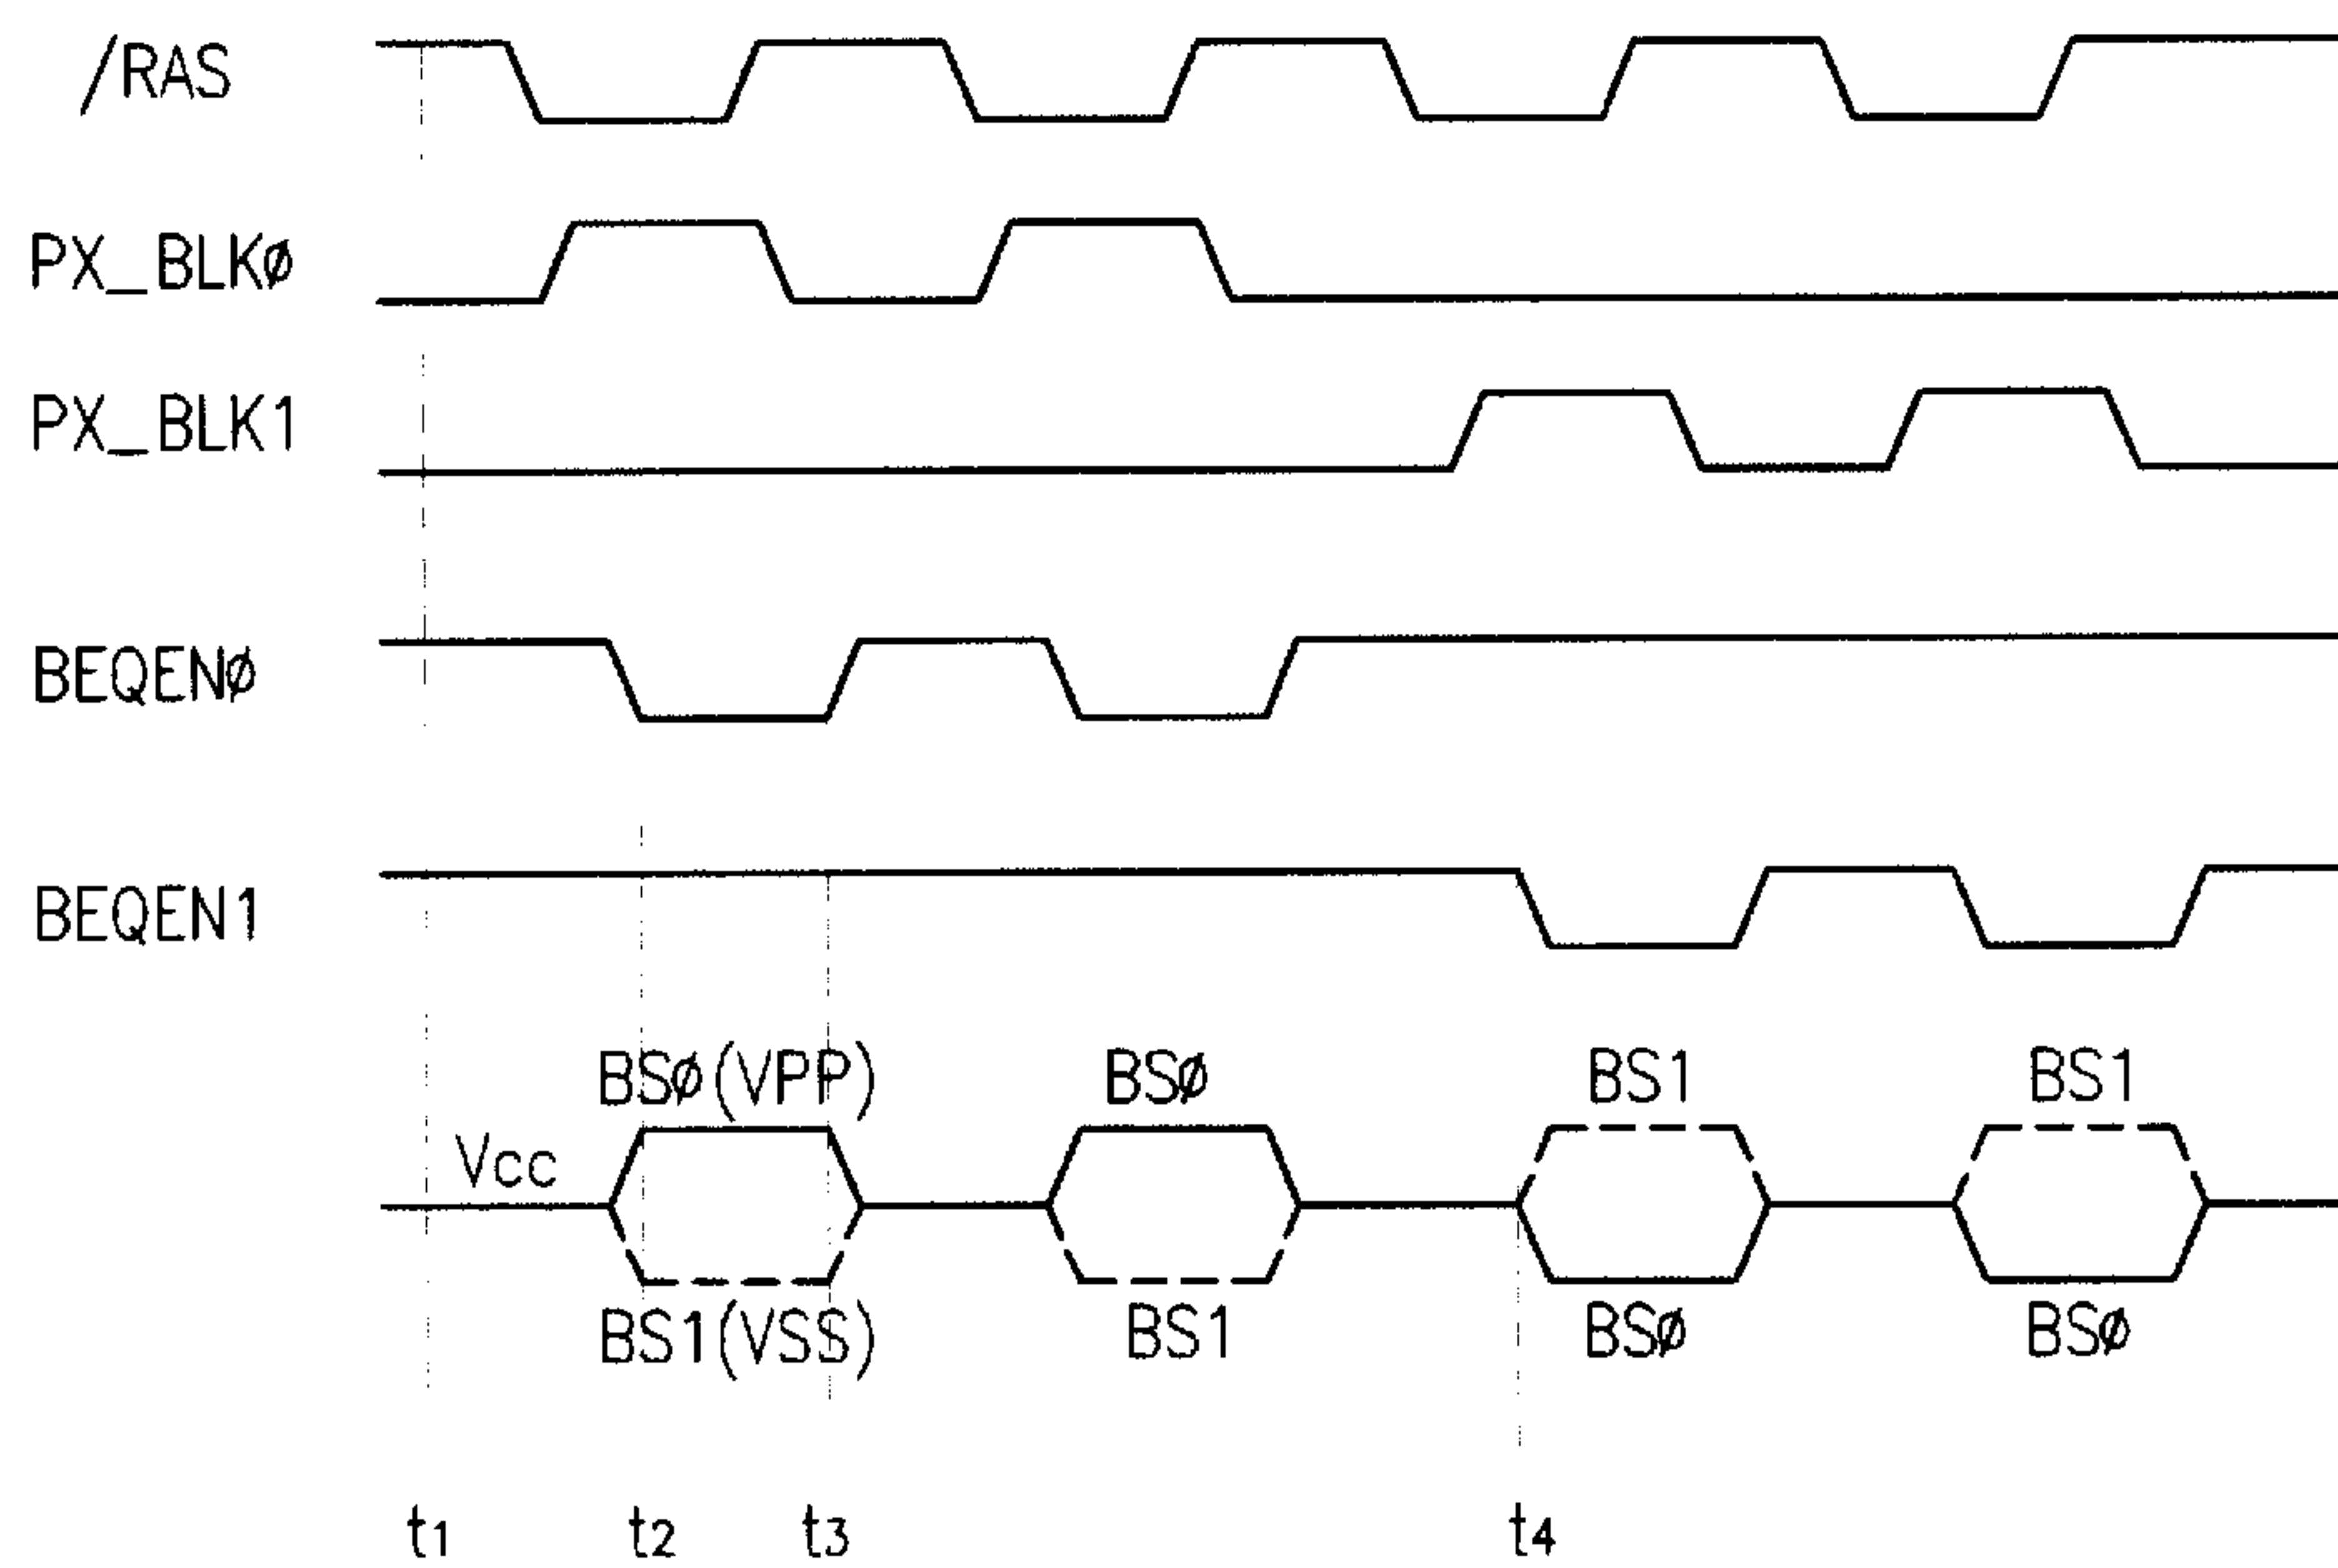 /RAS
PX_BLKø
PX_BLK1
BEQENø
BEQEN1
BSø(VPP) BSø BS1 BS1
Vcc
BS1(VSS) BS1 BSø BSø
t1 t2 t3 t4